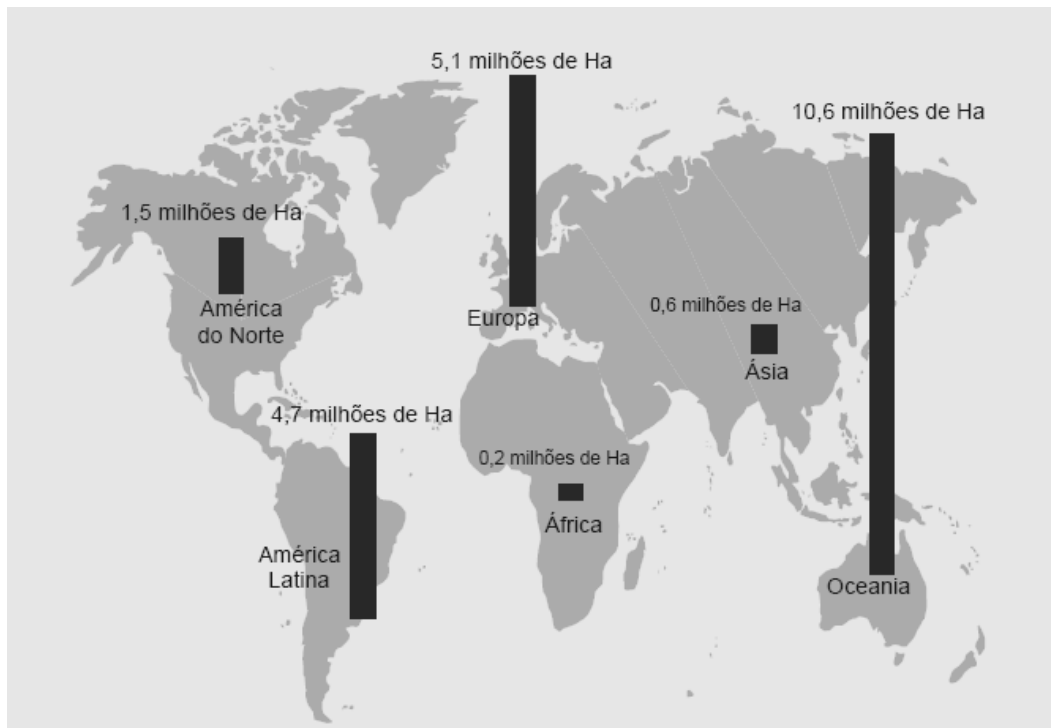 5,1 milhões de Ha
10,6 milhões de Ha
1,5 milhões de Ha
América
do Norte
Europa
0,6 milhões de Ha
Ásia
4,7 milhões de Ha
0,2 milhões de Ha
África
América
Latina
Oceania